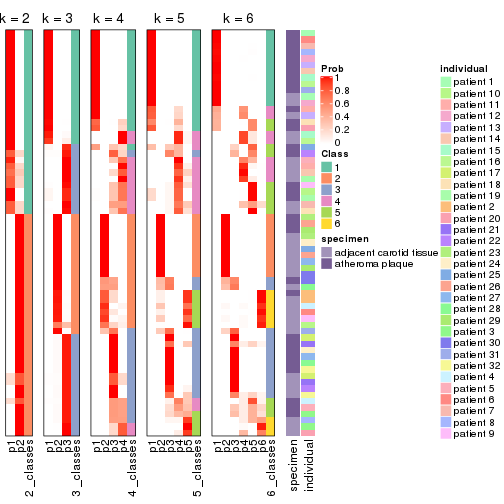 k = 2
k = 3
k = 4
k = 5
k = 6
p1
p2
2_classes
p1
p2
p3
3_classes
p1
p2
p3
p4
4_classes
p1
p2
p3
p4
p5
5_classes
p1
p2
p3
p4
p5
p6
6_classes
specimen
individual
Prob
1
0.8
0.6
0.4
0.2
0
Class
1
2
3
4
5
6
specimen
adjacent carotid tissue
atheroma plaque
individual
patient 1
patient 10
patient 11
patient 12
patient 13
patient 14
patient 15
patient 16
patient 17
patient 18
patient 19
patient 2
patient 20
patient 21
patient 22
patient 23
patient 24
patient 25
patient 26
patient 27
patient 28
patient 29
patient 3
patient 30
patient 31
patient 32
patient 4
patient 5
patient 6
patient 7
patient 8
patient 9